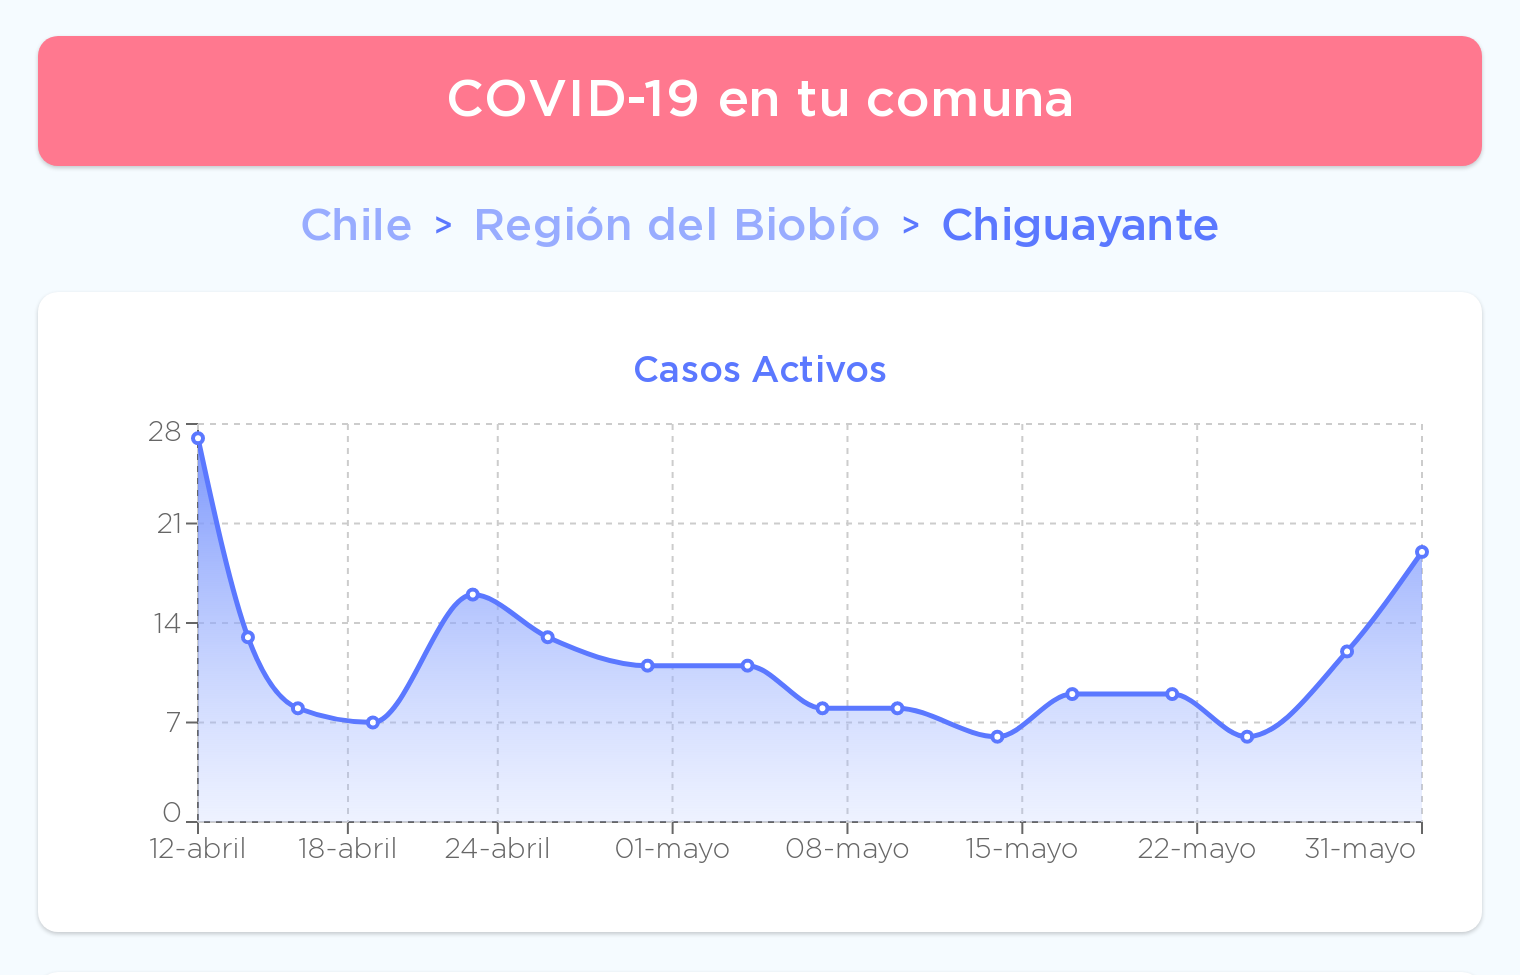 COVID-19 en tu comuna
Chile > Región del Biobío > Chiguayante
Casos Activos
28
21
14
7
0
12-abril 18-abril 24-abril 01-mayo 08-mayo 15-mayo 22-mayo 31-mayo